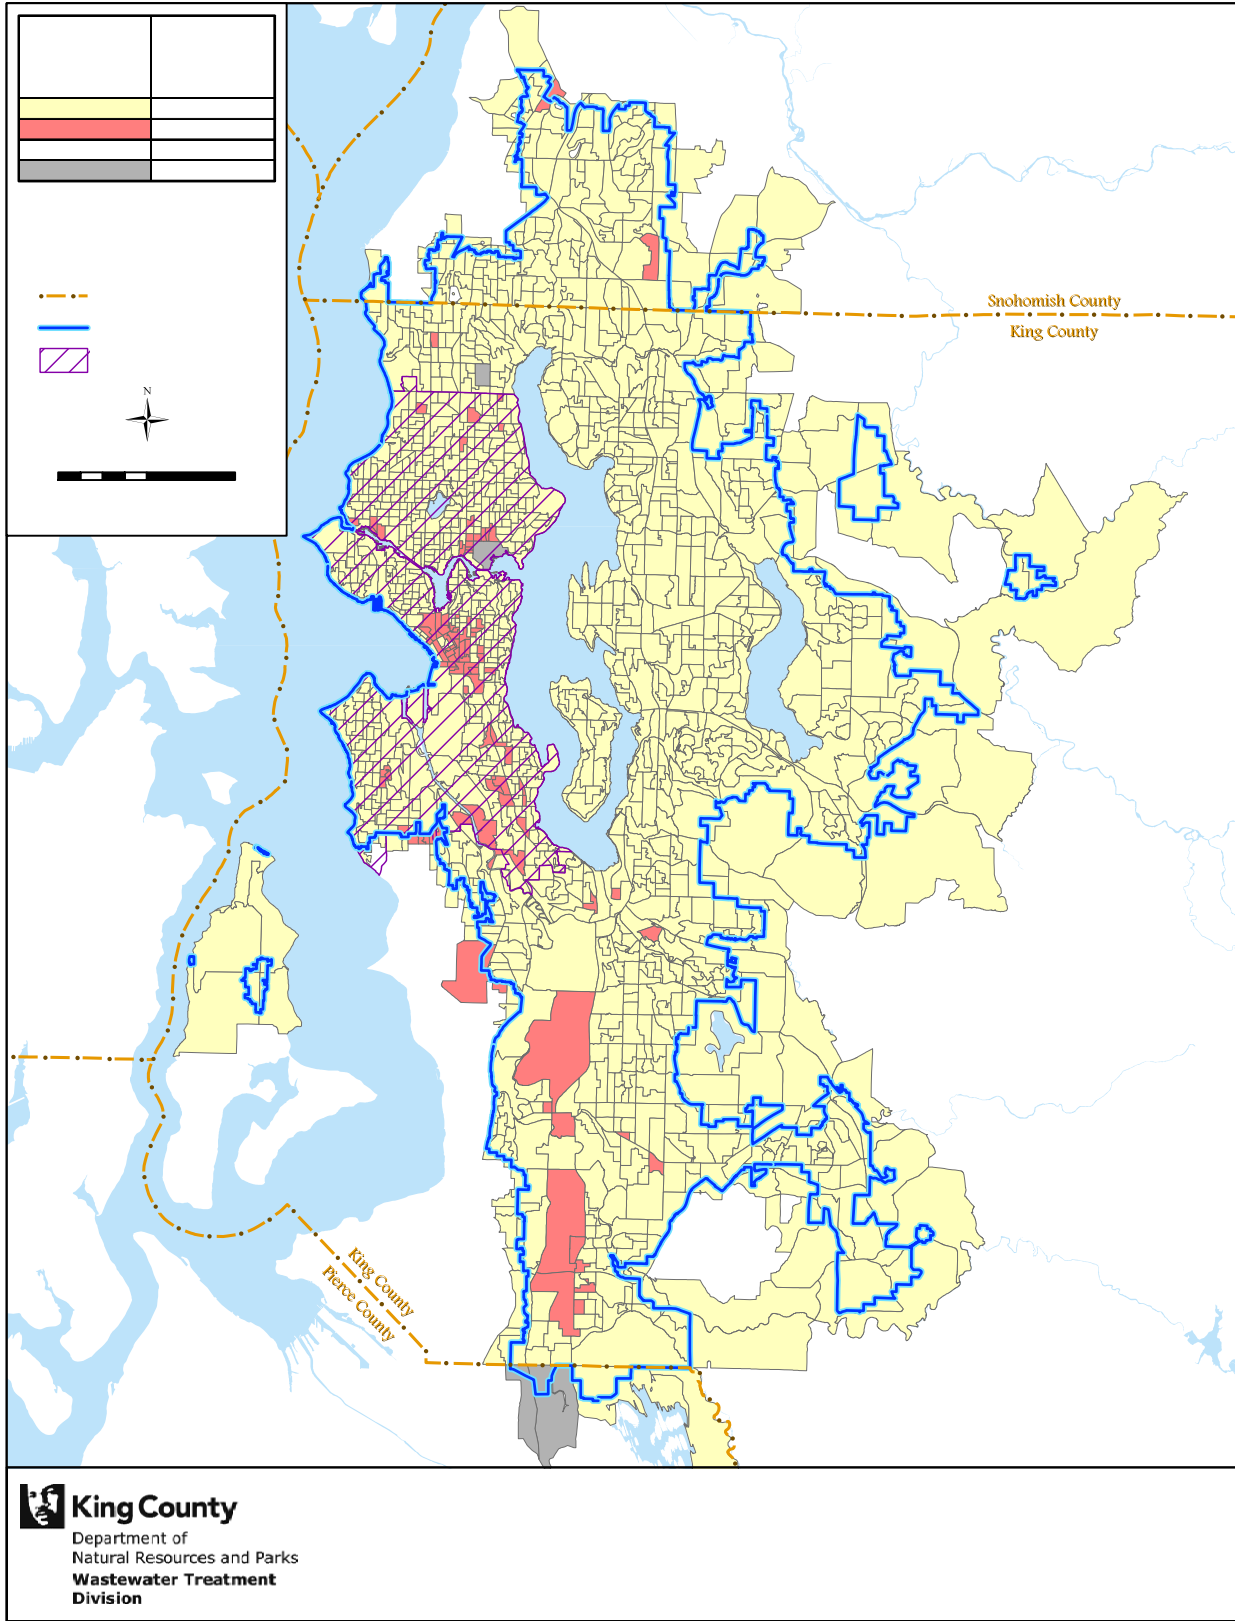 N
Snohomish County
King County
King County
Pierce County
King County
Department of
Natural Resources and Parks
Wastewater Treatment
Division